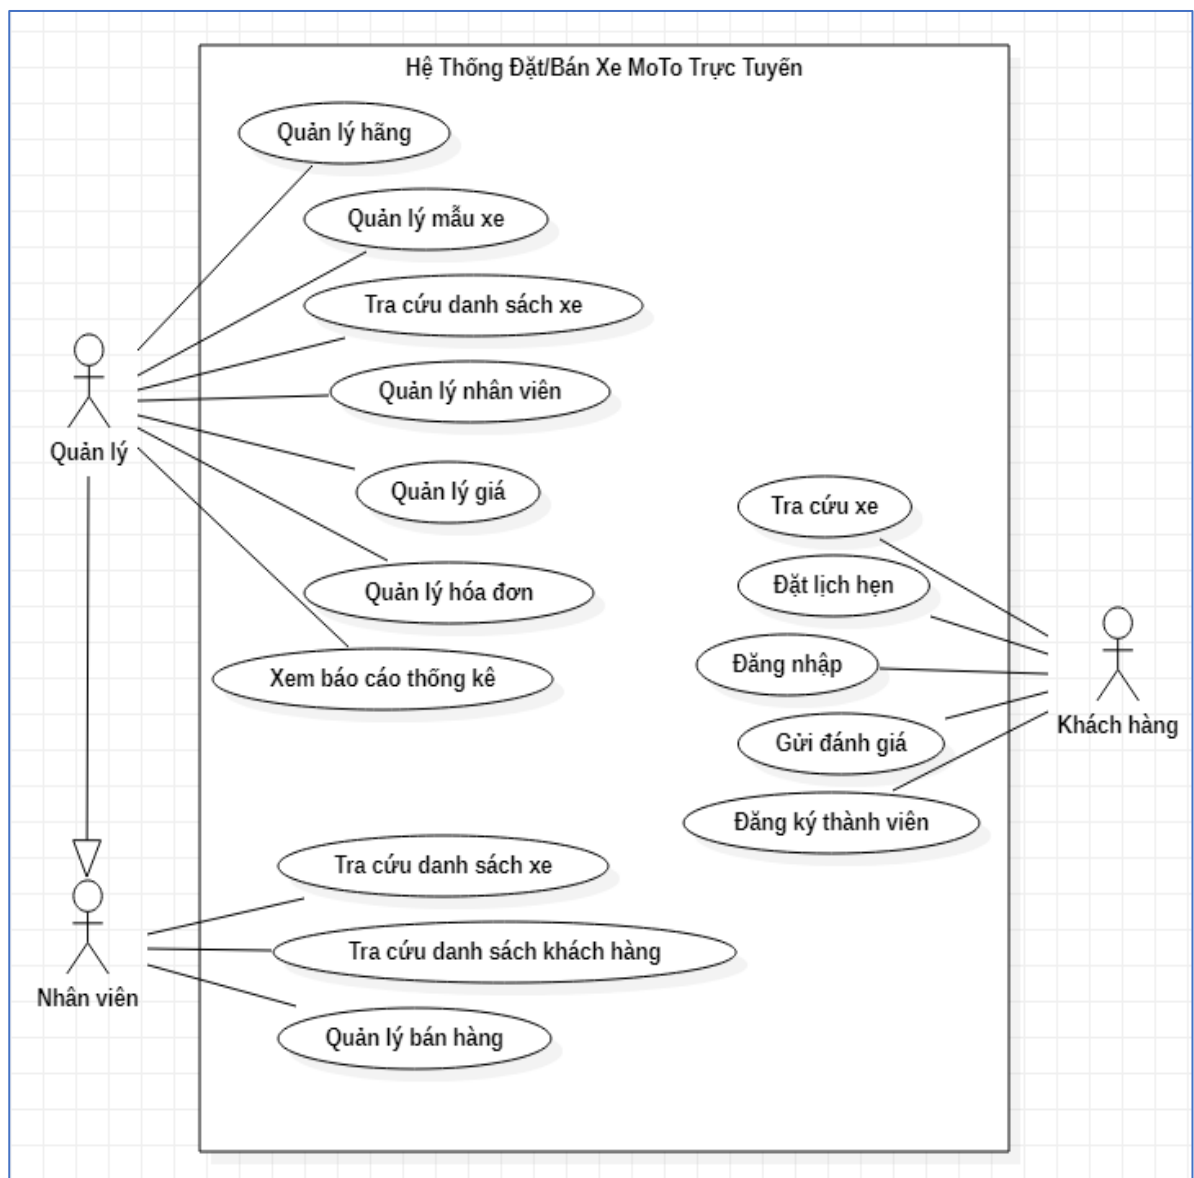 Hệ Thống Đặt/Bán Xe MoTo Trực Tuyến
Quản lý hãng
Quản lý mẫu xe
Tra cứu danh sách xe
Quản lý nhân viên
Quản lý
Quản lý giá
Tra cứu xe
Đặt lịch hẹn
Quản lý hóa đơn
Đăng nhập
Xem báo cáo thống kê
Khách hàng
Gửi đánh giá
Đăng ký thành viên
Tra cứu danh sách xe
Tra cứu danh sách khách hàng
Nhân viên
Quản lý bán hàng